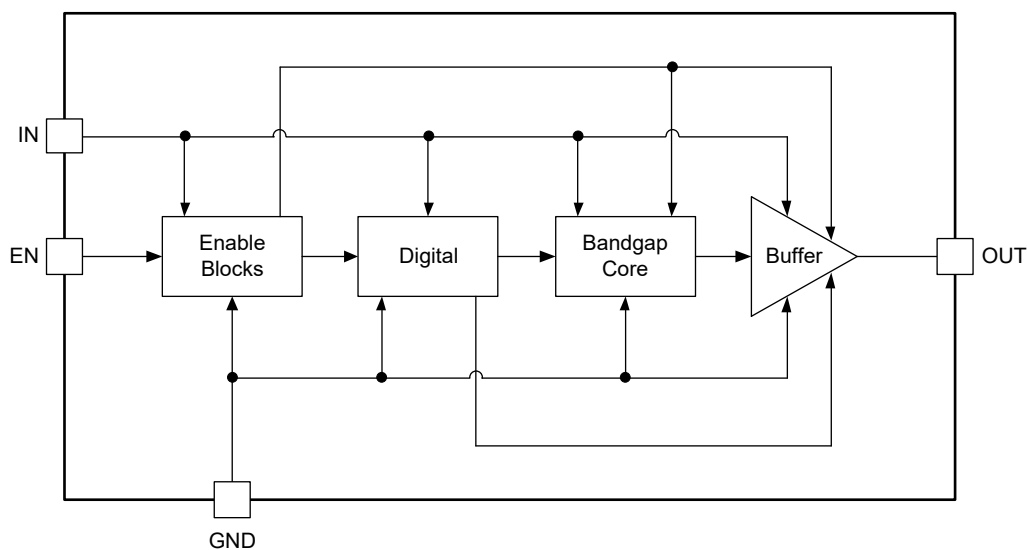 IN
EN
Enable
Blocks
Digital
Bandgap
Core
Buffer
OUT
GND